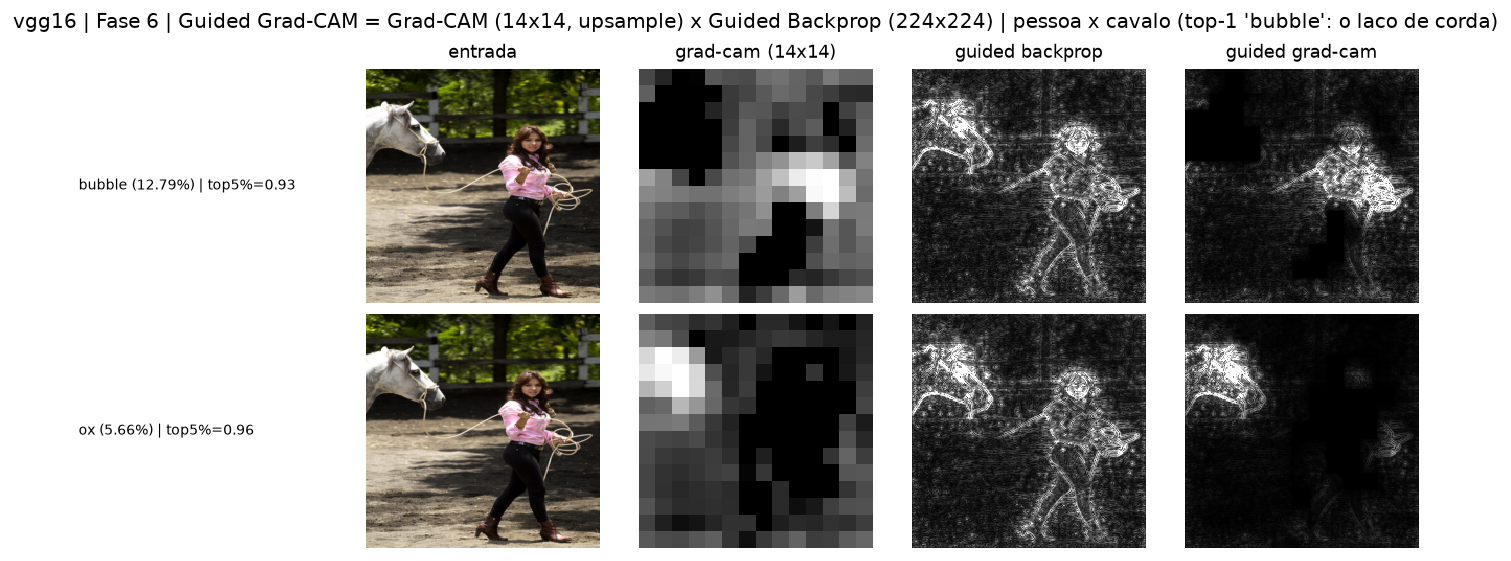 vgg16 | Fase 6 | Guided Grad-CAM = Grad-CAM (14x14, upsample) x Guided Backprop (224x224) | pessoa x cavalo (top-1 'bubble': o laco de corda)
entrada grad-cam (14x14) guided backprop guided grad-cam
bubble (12.79%) | top5%=0.93
ox (5.66%) | top5%=0.96